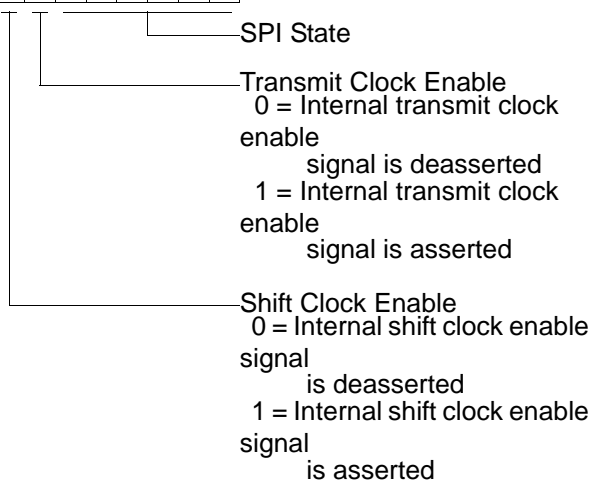 SPI State
Transmit Clock Enable
0 = Internal transmit clock
enable
signal is deasserted
1 = Internal transmit clock
enable
signal is asserted
Shift Clock Enable
0 = Internal shift clock enable
signal
is deasserted
1 = Internal shift clock enable
signal
is asserted